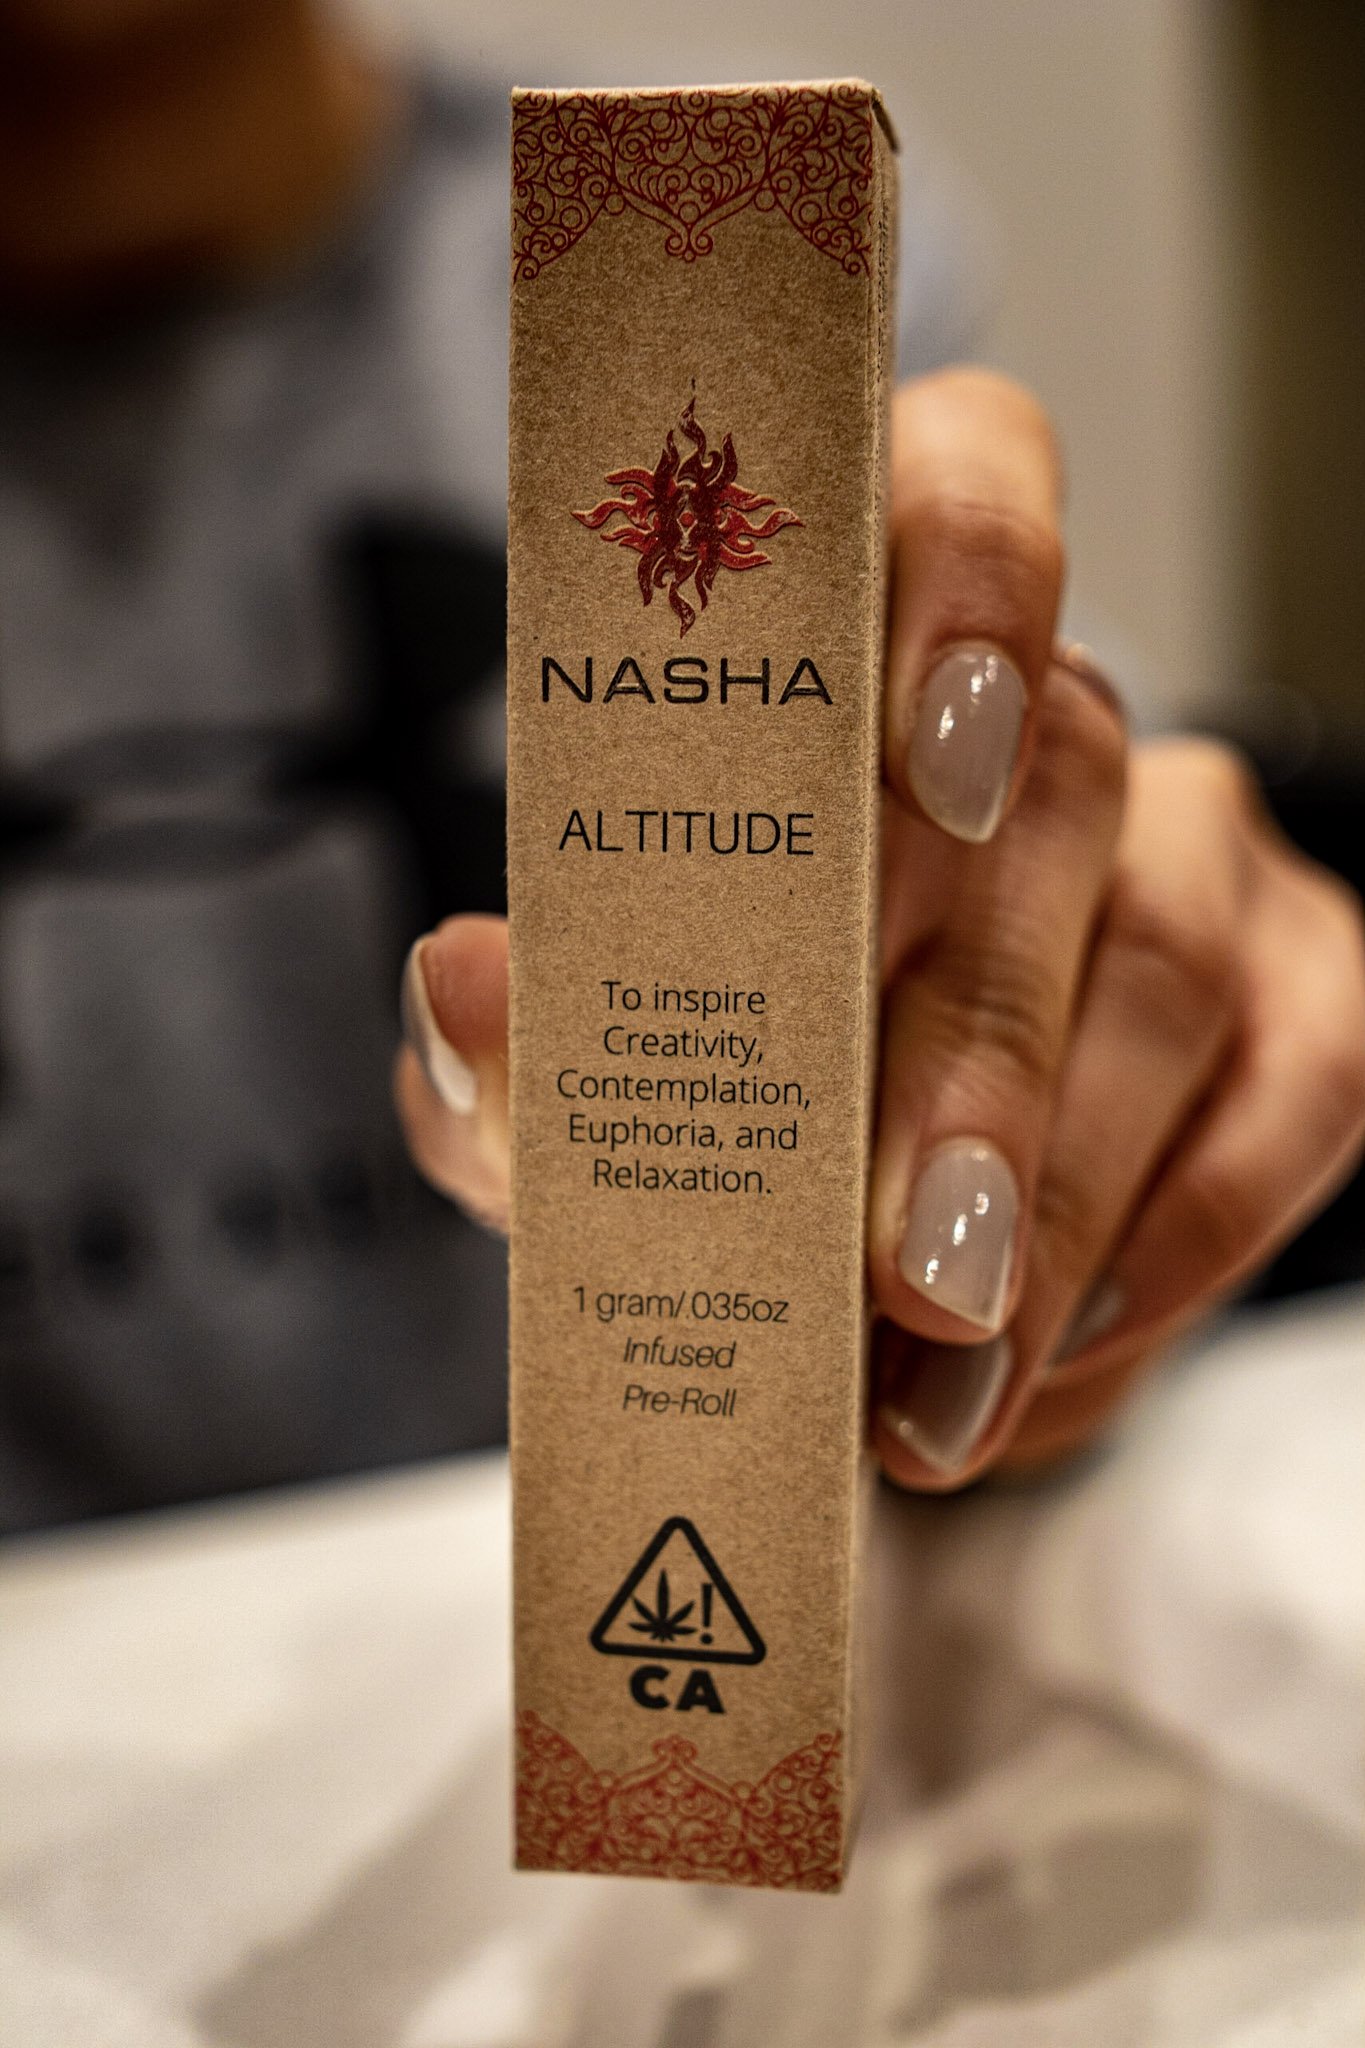 NASHA
ALTITUDE
To inspire
Creativity,
Contemplation,
Euphoria, and
Relaxation.
1 gram/.035oz
Infused
Pre-Roll
!
CA